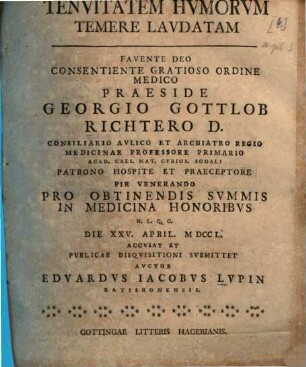 TENVITATEM HVMORVM
TEMERE LAVDATAM
FAVENTE DEO
CONSENTIENTE GRATIOSO ORDINE
MEDICO
PRAESIDE
GEORGIO GOTTLOB
RICHTERO D.
CONSILIARIO AVLICO ET ARCHIATRO REGIO
MEDICINAE PROFESSORE PRIMARIO
ACAD. CAES. NAT. CVRIOS. SODALI
PATRONO HOSPITE ET PRAECEPTORE
PIE VENERANDO
PRO OBTINENDIS SVMMIS
IN MEDICINA HONORIBVS
H. L. Q. C.
DIE XXV. APRIL. MDCCL.
ACCVSAT ET
PVBLICAE DISQVISITIONI SVBMITTET
AVCTOR
EDVARDVS IACOBVS LVPIN
RATISBONENSIS.
GOTTINGAE LITTERIS HAGERIANIS.